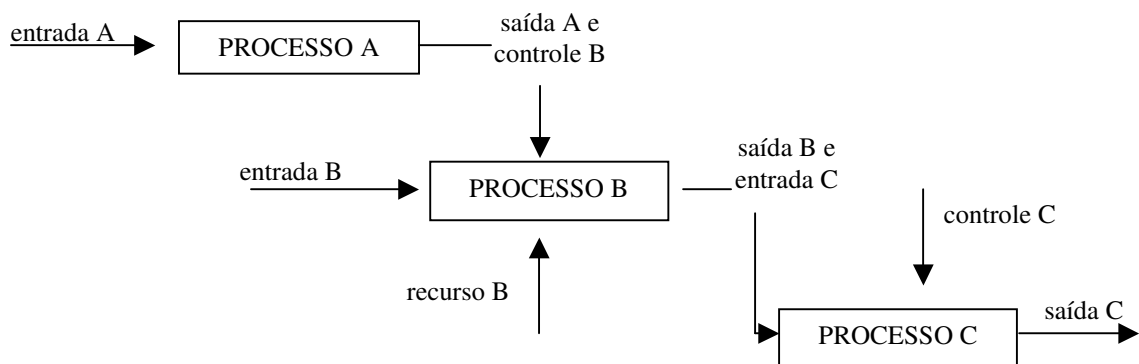 entrada A
PROCESSO A
saída A e
controle B
entrada B
PROCESSO B
saída B e
entrada C
controle C
recurso B
saída C
PROCESSO C